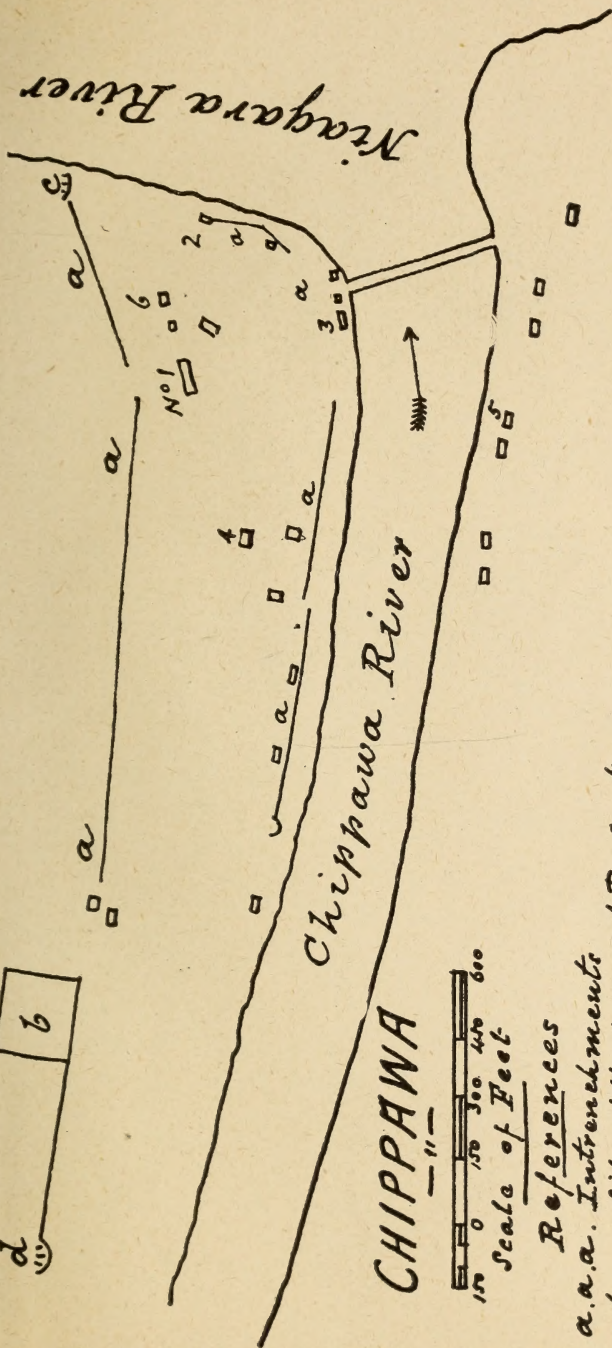 Niagara River
c
a
2
a
a
6
3
No 1
a
a
4
5
a
a
b
d
Chippawa River
CHIPPAWA
150 0 150 300 450 600
Scale of Feet
References
a.a.a. Intrenchments